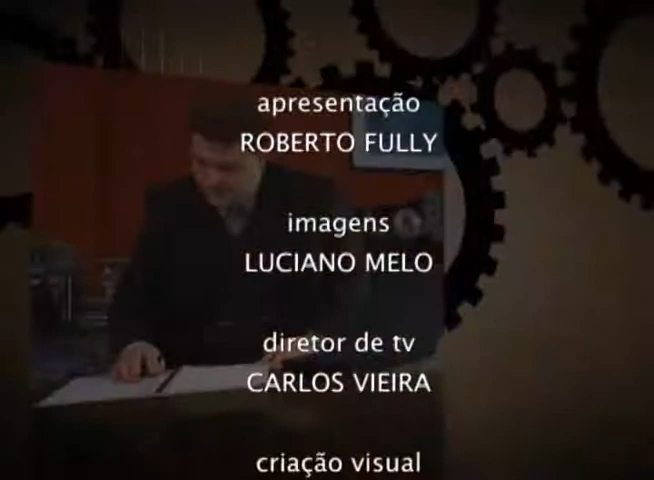 apresentação
ROBERTO FULLY
imagens
LUCIANO MELO
diretor de tv
CARLOS VIEIRA
criação visual